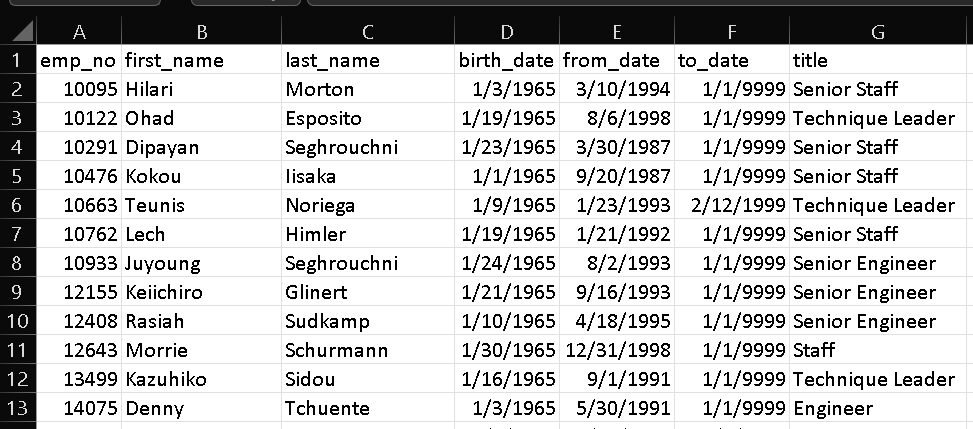 A B C D E F G
1 emp_no first_name last_name birth_date from_date to_date title
2 10095 Hilari Morton 1/3/1965 3/10/1994 1/1/9999 Senior Staff
3 10122 Ohad Esposito 1/19/1965 8/6/1998 1/1/9999 Technique Leader
4 10291 Dipayan Seghrouchni 1/23/1965 3/30/1987 1/1/9999 Senior Staff
5 10476 Kokou Iisaka 1/1/1965 9/20/1987 1/1/9999 Senior Staff
6 10663 Teunis Noriega 1/9/1965 1/23/1993 2/12/1999 Technique Leader
7 10762 Lech Himler 1/19/1965 1/21/1992 1/1/9999 Senior Staff
8 10933 Juyoung Seghrouchni 1/24/1965 8/2/1993 1/1/9999 Senior Engineer
9 12155 Keiichiro Glinert 1/21/1965 9/16/1993 1/1/9999 Senior Engineer
10 12408 Rasiah Sudkamp 1/10/1965 4/18/1995 1/1/9999 Senior Engineer
11 12643 Morrie Schurmann 1/30/1965 12/31/1998 1/1/9999 Staff
12 13499 Kazuhiko Sidou 1/16/1965 9/1/1991 1/1/9999 Technique Leader
13 14075 Denny Tchuente 1/3/1965 5/30/1991 1/1/9999 Engineer